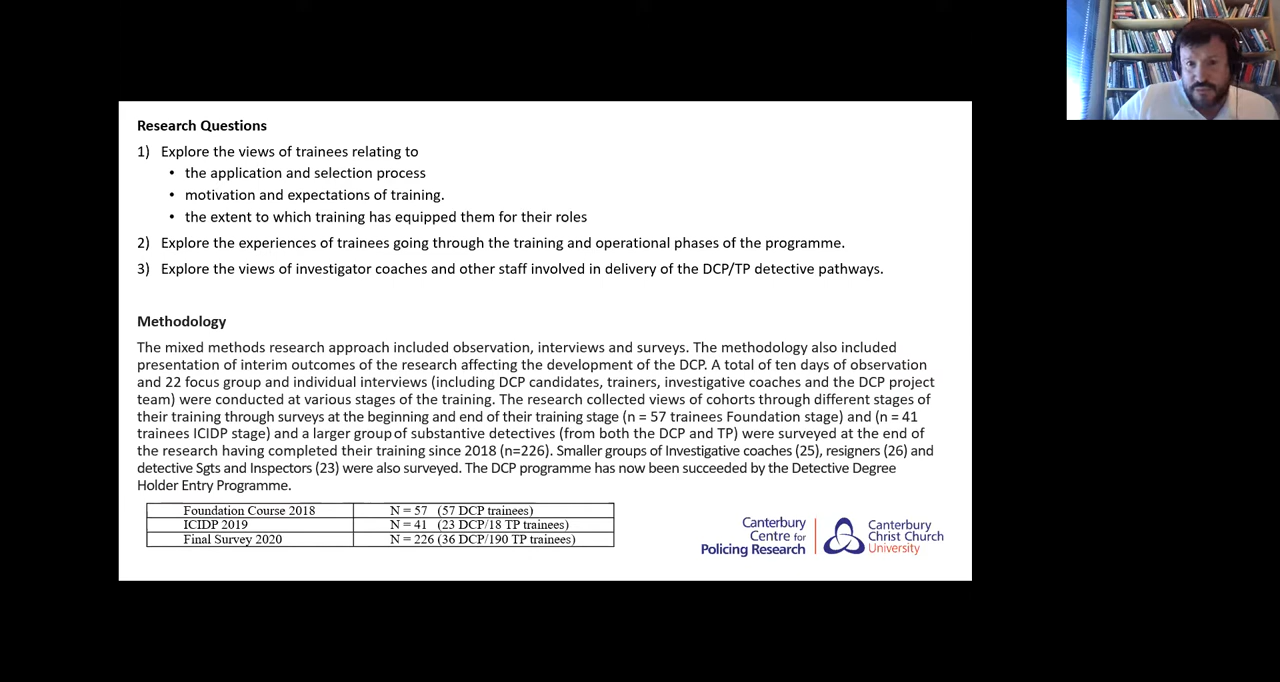 Research Questions
1) Explore the views of trainees relating to
• the application and selection process
• motivation and expectations of training.
• the extent to which training has equipped them for their roles
2) Explore the experiences of trainees going through the training and operational phases of the programme.
3) Explore the views of investigator coaches and other staff involved in delivery of the DCP/TP detective pathways.
Methodology
The mixed methods research approach included observation, interviews and surveys. The methodology also included
presentation of interim outcomes of the research affecting the development of the DCP. A total of ten days of observation
and 22 focus group and individual interviews (including DCP candidates, trainers, investigative coaches and the DCP project
team) were conducted at various stages of the training. The research collected views of cohorts through different stages of
their training through surveys at the beginning and end of their training stage (n = 57 trainees Foundation stage) and (n = 41
trainees ICIDP stage) and a larger group of substantive detectives (from both the DCP and TP) were surveyed at the end of
the research having completed their training since 2018 (n=226). Smaller groups of Investigative coaches (25), resigners (26) and
detective Sgts and Inspectors (23) were also surveyed. The DCP programme has now been succeeded by the Detective Degree
Holder Entry Programme.
Foundation Course 2018 N = 57 (57 DCP trainees)
ICIDP 2019 N = 41 (23 DCP/18 TP trainees)
Final Survey 2020 N = 226 (36 DCP/190 TP trainees)
Canterbury
Centre for
Policing Research
Canterbury
Christ Church
University